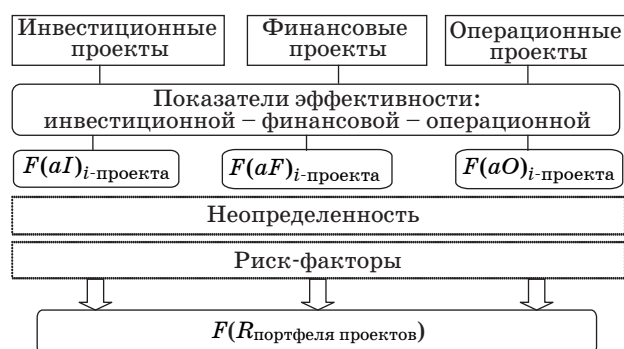 Инвестиционные проекты
Финансовые проекты
Операционные проекты
Показатели эффективности:
инвестиционной – финансовой – операционной
F(aI)i-проекта
F(aF)i-проекта
F(aO)i-проекта
Неопределенность
Риск-факторы
F(Rпортфеля проектов)